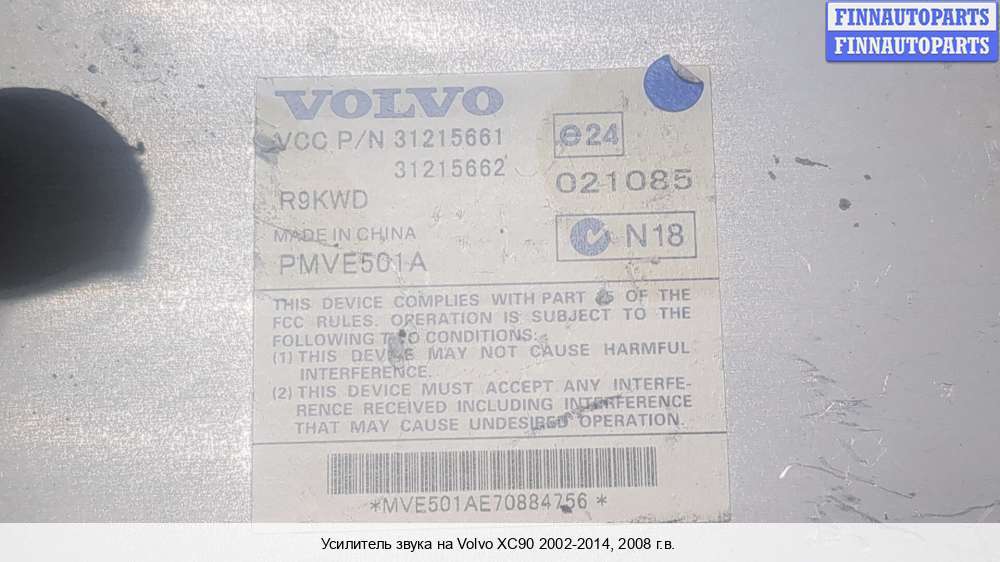 FINNAUTOPARTS
FINNAUTOPARTS
VOLVO
VCC P/N 31215661
31215662
e24
021085
R9KWD
N18
MADE IN CHINA
PMVE501A
THIS DEVICE COMPLIES WITH PART 15 OF THE
FCC RULES. OPERATION IS SUBJECT TO THE
FOLLOWING TWO CONDITIONS:
(1) THIS DEVICE MAY NOT CAUSE HARMFUL
INTERFERENCE.
(2) THIS DEVICE MUST ACCEPT ANY INTERFE-
RENCE RECEIVED INCLUDING INTERFERENCE
THAT MAY CAUSE UNDESIRED OPERATION.
*MVE501AE70884756*
Усилитель звука на Volvo XC90 2002-2014, 2008 г.в.